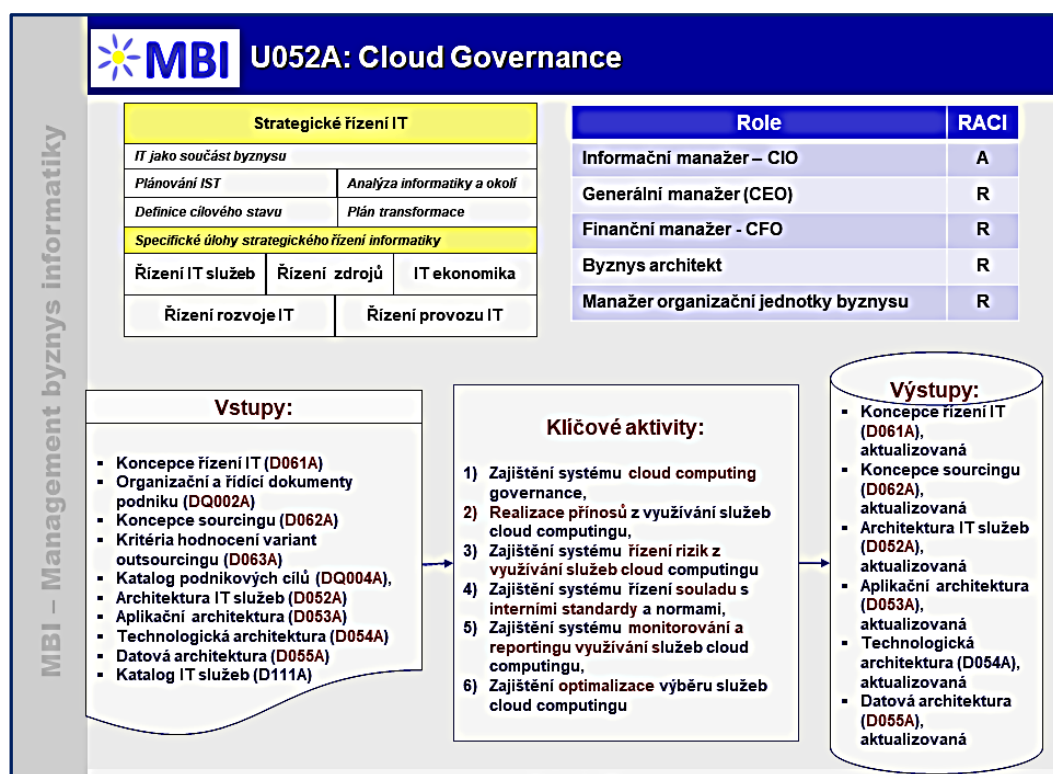 MBI – Management byznys informatiky
MBI
U052A: Cloud Governance
Strategické řízení IT
IT jako součást byznysu
Plánování IST
Analýza informatiky a okolí
Definice cílového stavu
Plán transformace
Specifické úlohy strategického řízení informatiky
Řízení IT služeb
Řízení zdrojů
IT ekonomika
Řízení rozvoje IT
Řízení provozu IT
Role RACI
Informační manažer – CIO A
Generální manažer (CEO) R
Finanční manažer - CFO R
Byznys architekt R
Manažer organizační jednotky byznysu R
Vstupy:
▪ Koncepce řízení IT (D061A)
▪ Organizační a řídící dokumenty
podniku (DQ002A)
▪ Koncepce sourcingu (D062A)
▪ Kritéria hodnocení variant
outsourcingu (D063A)
▪ Katalog podnikových cílů (DQ004A),
▪ Architektura IT služeb (D052A)
▪ Aplikační architektura (D053A)
▪ Technologická architektura (D054A)
▪ Datová architektura (D055A)
▪ Katalog IT služeb (D111A)
Klíčové aktivity:
1) Zajištění systému cloud computing
governance,
2) Realizace přínosů z využívání služeb
cloud computingu,
3) Zajištění systému řízení rizik z
využívání služeb cloud computingu
4) Zajištění systému řízení souladu s
interními standardy a normami,
5) Zajištění systému monitorování a
reportingu využívání služeb cloud
computingu,
6) Zajištění optimalizace výběru služeb
cloud computingu
Výstupy:
▪ Koncepce řízení IT
(D061A),
aktualizovaná
▪ Koncepce sourcingu
(D062A),
aktualizovaná
▪ Architektura IT služeb
(D052A),
aktualizovaná
▪ Aplikační architektura
(D053A),
aktualizovaná
▪ Technologická
architektura (D054A),
aktualizovaná
▪ Datová architektura
(D055A),
aktualizovaná